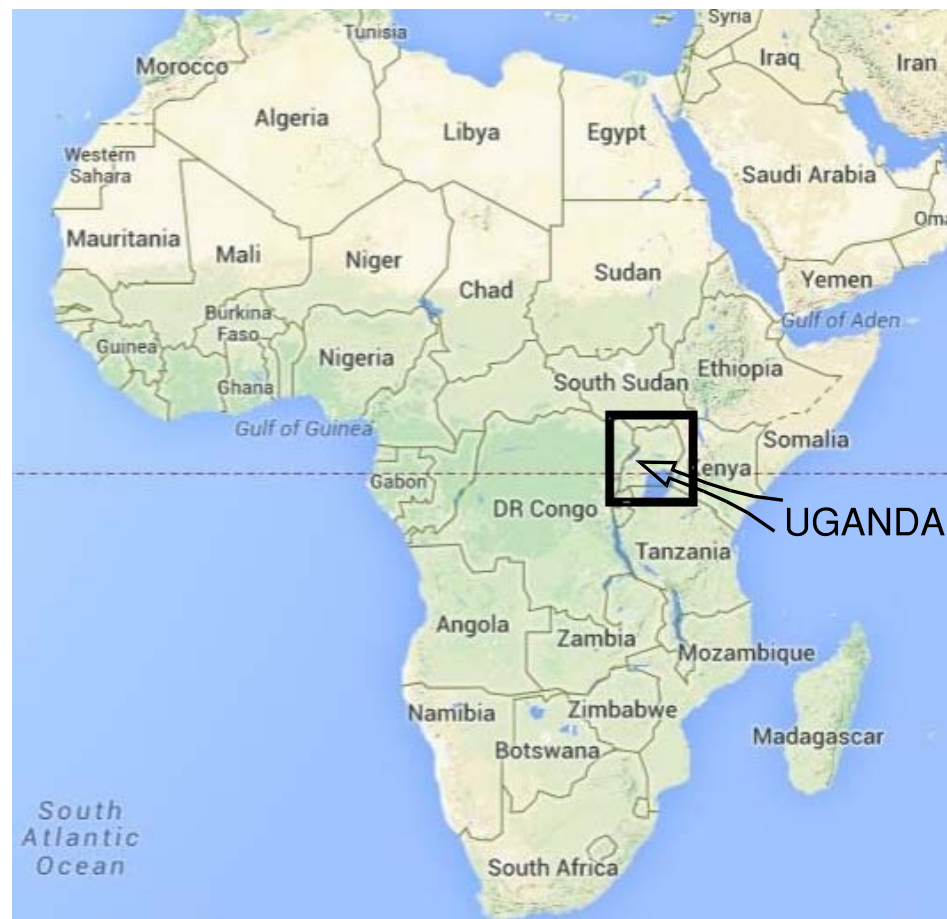 Syria
Tunisia
Morocco
Iraq
Iran
Algeria
Libya
Egypt
Western
Sahara
Saudi Arabia
Oma
Mauritania
Mali
Niger
Chad
Sudan
Yemen
Burkina
Faso
Gulf of Aden
Guinea
Nigeria
Ghana
South Sudan
Ethiopia
Gulf of Guinea
Somalia
Gabon
enya
DR Congo
UGANDA
Tanzania
Angola
Zambia
Mozambique
Namibia
Zimbabwe
Botswana
Madagascar
South
Atlantic
Ocean
South Africa